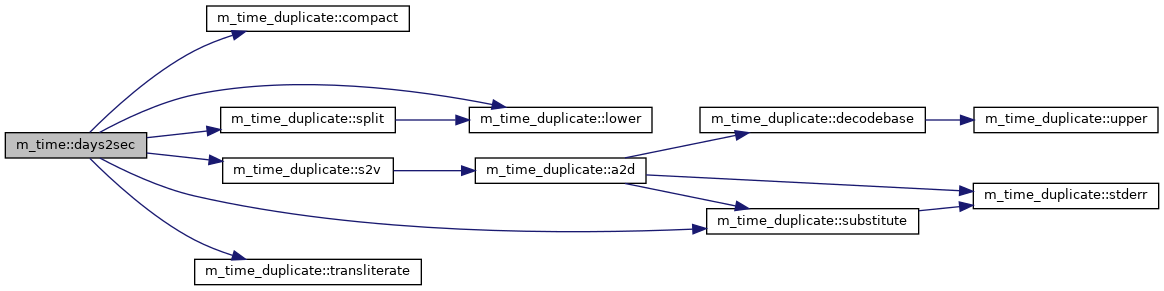 m_time_duplicate::compact
m_time_duplicate::split
m_time_duplicate::lower
m_time_duplicate::decodebase
m_time_duplicate::upper
m_time::days2sec
m_time_duplicate::s2v
m_time_duplicate::a2d
m_time_duplicate::stderr
m_time_duplicate::substitute
m_time_duplicate::transliterate